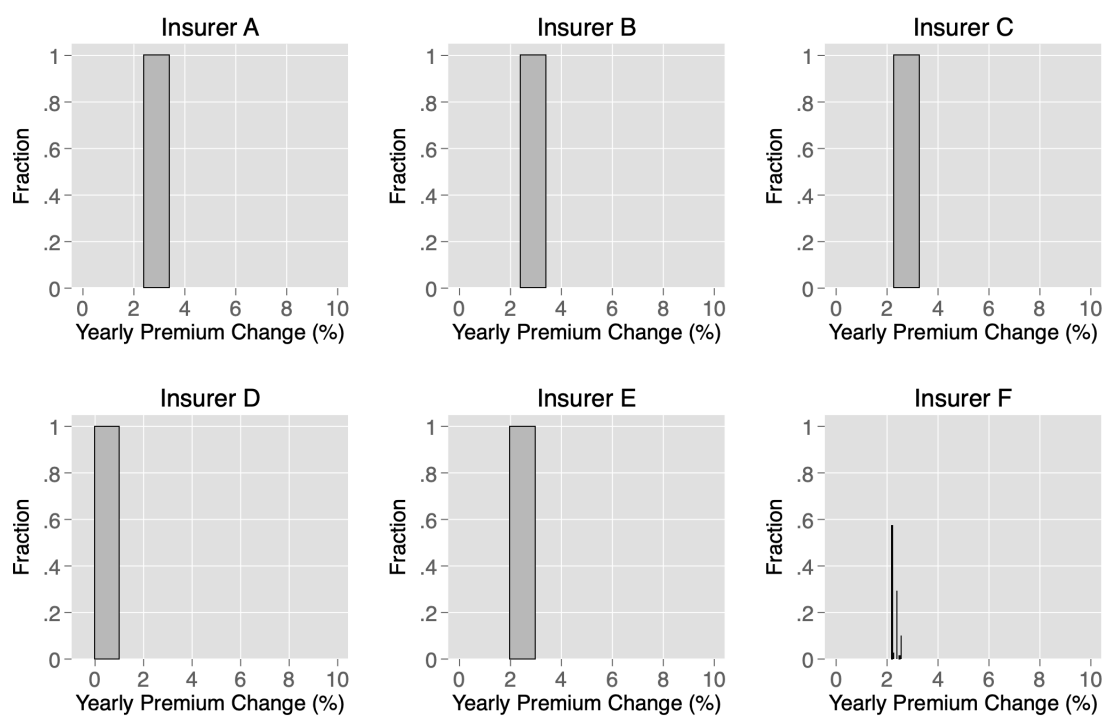 Insurer A
Insurer B
Insurer C
Fraction
1
.8
.6
.4
.2
0
0 2 4 6 8 10
Yearly Premium Change (%)
Fraction
1
.8
.6
.4
.2
0
0 2 4 6 8 10
Yearly Premium Change (%)
Fraction
1
.8
.6
.4
.2
0
0 2 4 6 8 10
Yearly Premium Change (%)
Insurer D
Insurer E
Insurer F
Fraction
1
.8
.6
.4
.2
0
0 2 4 6 8 10
Yearly Premium Change (%)
Fraction
1
.8
.6
.4
.2
0
0 2 4 6 8 10
Yearly Premium Change (%)
Fraction
1
.8
.6
.4
.2
0
0 2 4 6 8 10
Yearly Premium Change (%)